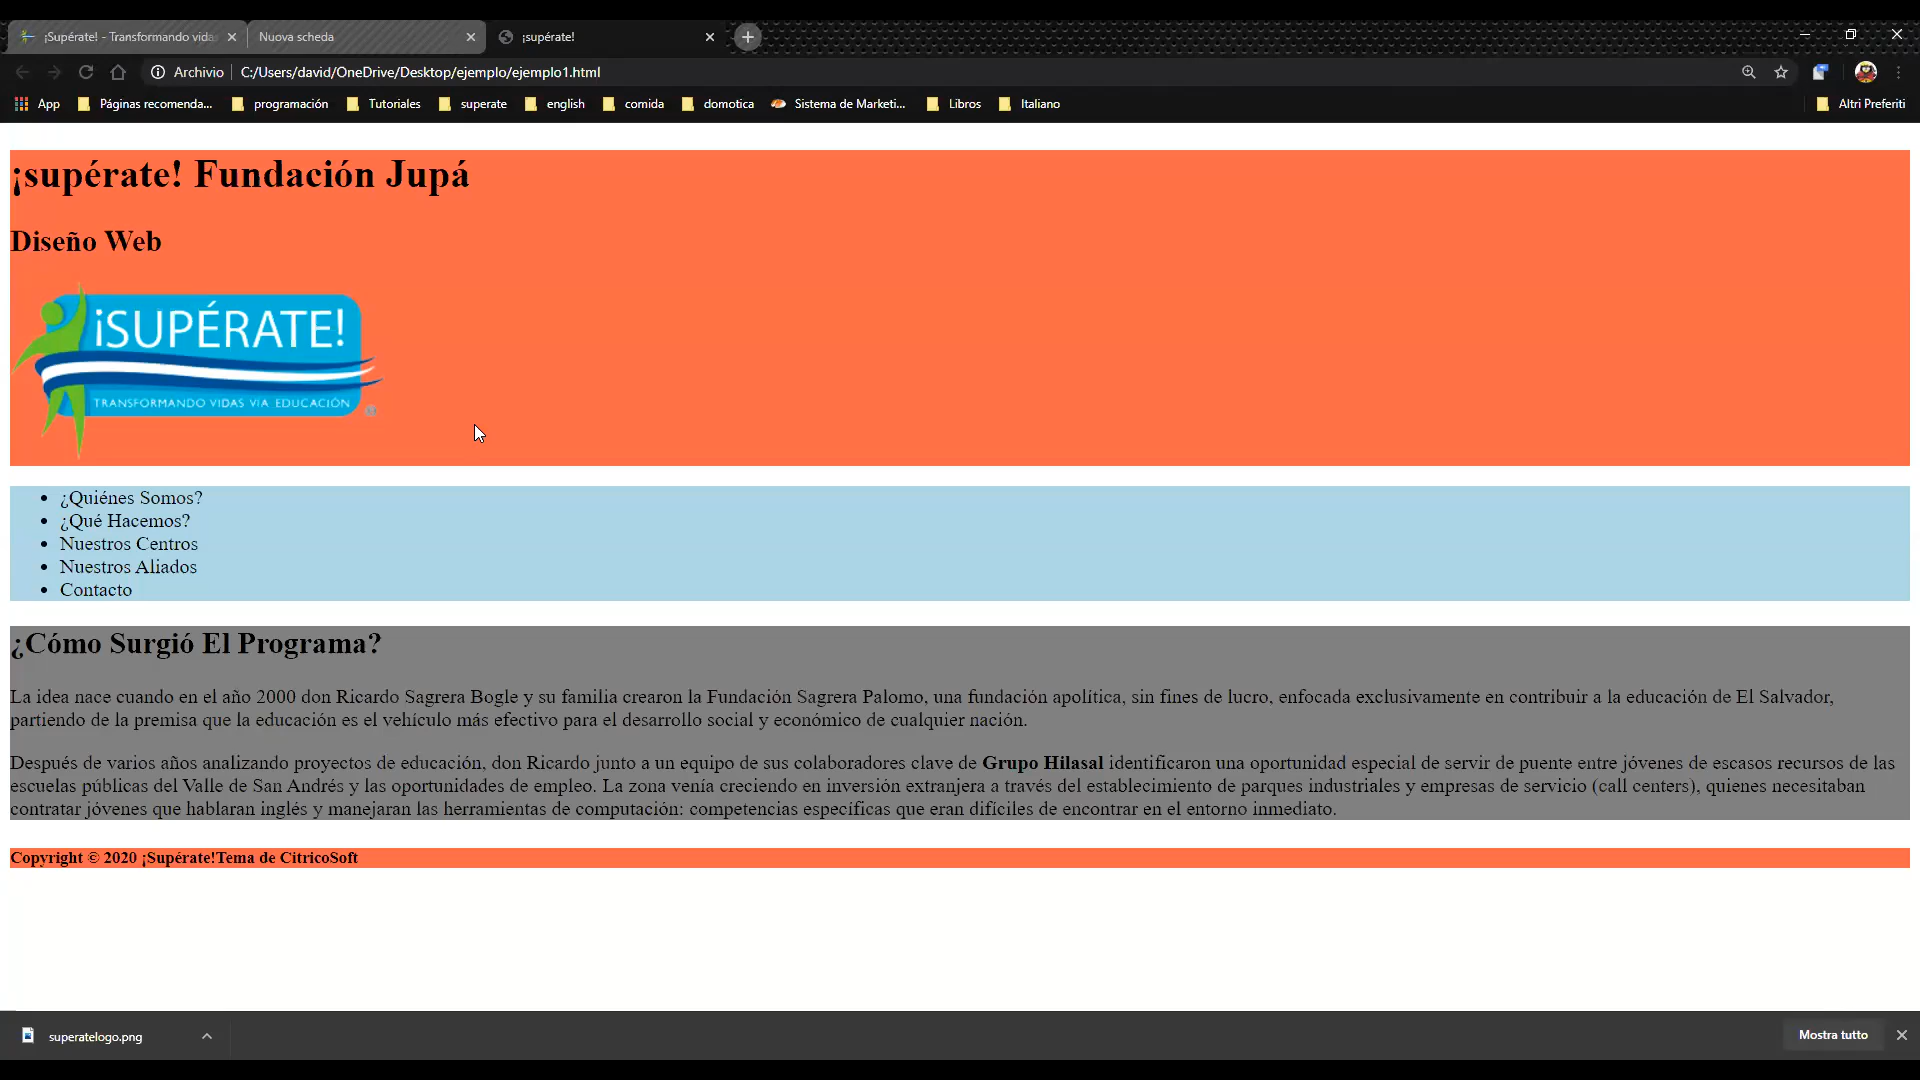 ¡Supérate! - Transformando vidas
Nuova scheda
¡supérate!
Archivio
C:/Users/david/OneDrive/Desktop/ejemplo/ejemplo1.html
App
Páginas recomenda...
programación
Tutoriales
superate
english
comida
domotica
Sistema de Marketi...
Libros
Italiano
Altri Preferiti
¡supérate! Fundación Jupá
Diseño Web
¡SUPÉRATE!
TRANSFORMANDO VIDAS VÍA EDUCACIÓN
®
• ¿Quiénes Somos?
• ¿Qué Hacemos?
• Nuestros Centros
• Nuestros Aliados
• Contacto
¿Cómo Surgió El Programa?
La idea nace cuando en el año 2000 don Ricardo Sagrera Bogle y su familia crearon la Fundación Sagrera Palomo, una fundación apolítica, sin fines de lucro, enfocada exclusivamente en contribuir a la educación de El Salvador,
partiendo de la premisa que la educación es el vehículo más efectivo para el desarrollo social y económico de cualquier nación.
Después de varios años analizando proyectos de educación, don Ricardo junto a un equipo de sus colaboradores clave de Grupo Hilasal identificaron una oportunidad especial de servir de puente entre jóvenes de escasos recursos de las
escuelas públicas del Valle de San Andrés y las oportunidades de empleo. La zona venía creciendo en inversión extranjera a través del establecimiento de parques industriales y empresas de servicio (call centers), quienes necesitaban
contratar jóvenes que hablaran inglés y manejaran las herramientas de computación: competencias específicas que eran difíciles de encontrar en el entorno inmediato.
Copyright © 2020 ¡Supérate!Tema de CitricoSoft
superatelogo.png
Mostra tutto